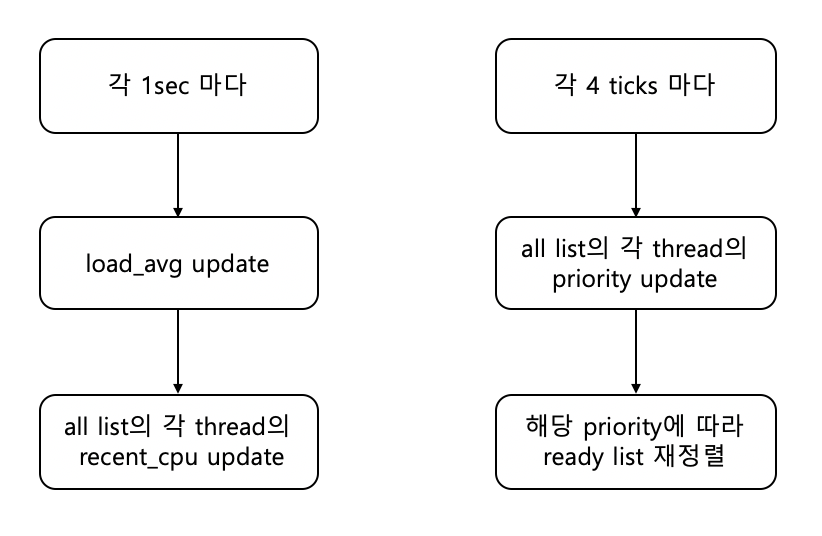 각 1sec 마다
load_avg update
all list의 각 thread의
recent_cpu update
각 4 ticks 마다
all list의 각 thread의
priority update
해당 priority에 따라
ready list 재정렬